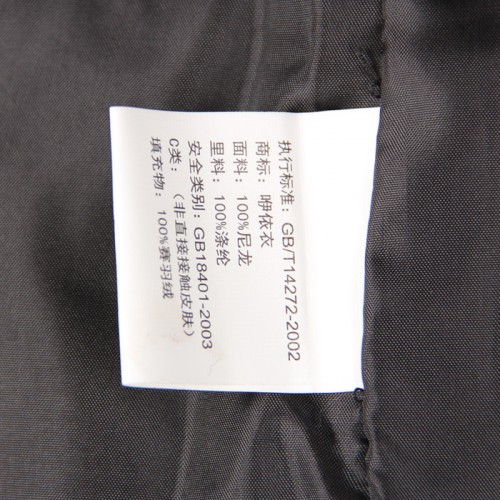 执行标准：GB/T14272-2002
商标：咿依衣
面料：100%尼龙
里料：100%涤纶
安全类别：GB18401-2003
C类：（非直接接触皮肤）
填充物：100%赛羽绒